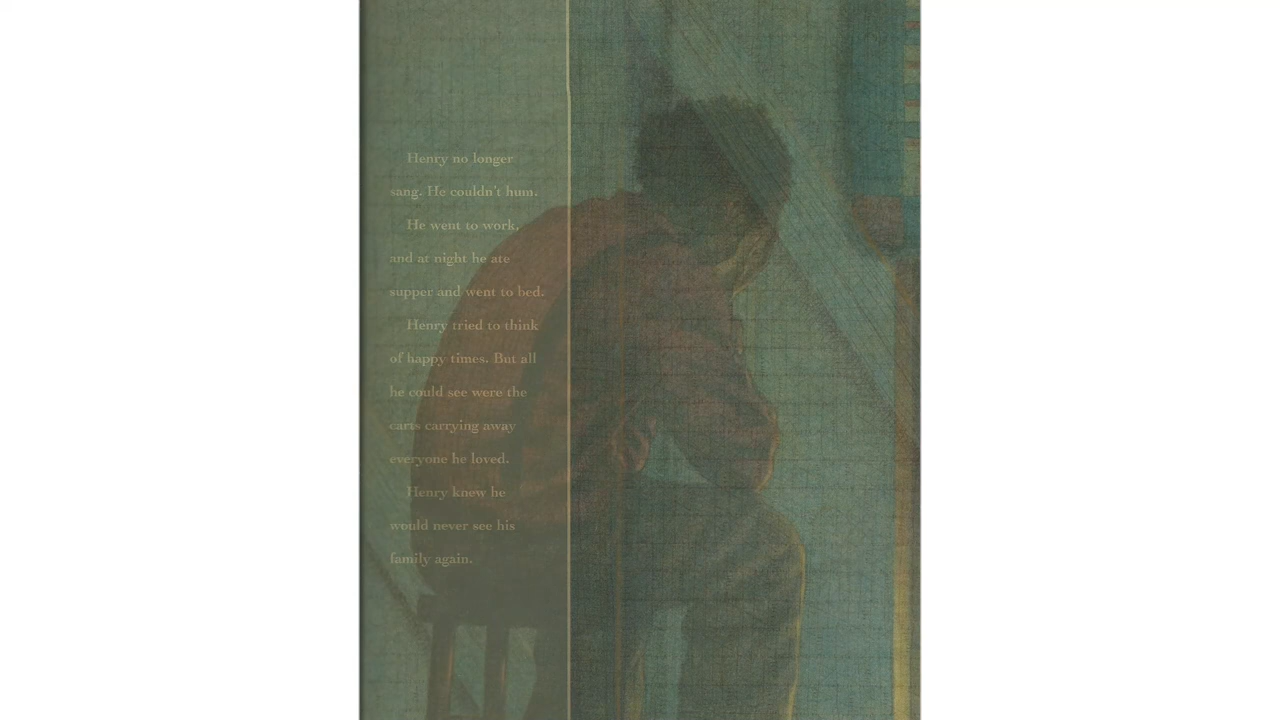 Henry no longer
sang. He couldn't hum.
He went to work,
and at night he ate
supper and went to bed.
Henry tried to think
of happy times. But all
he could see were the
carts carrying away
everyone he loved.
Henry knew he
would never see his
family again.